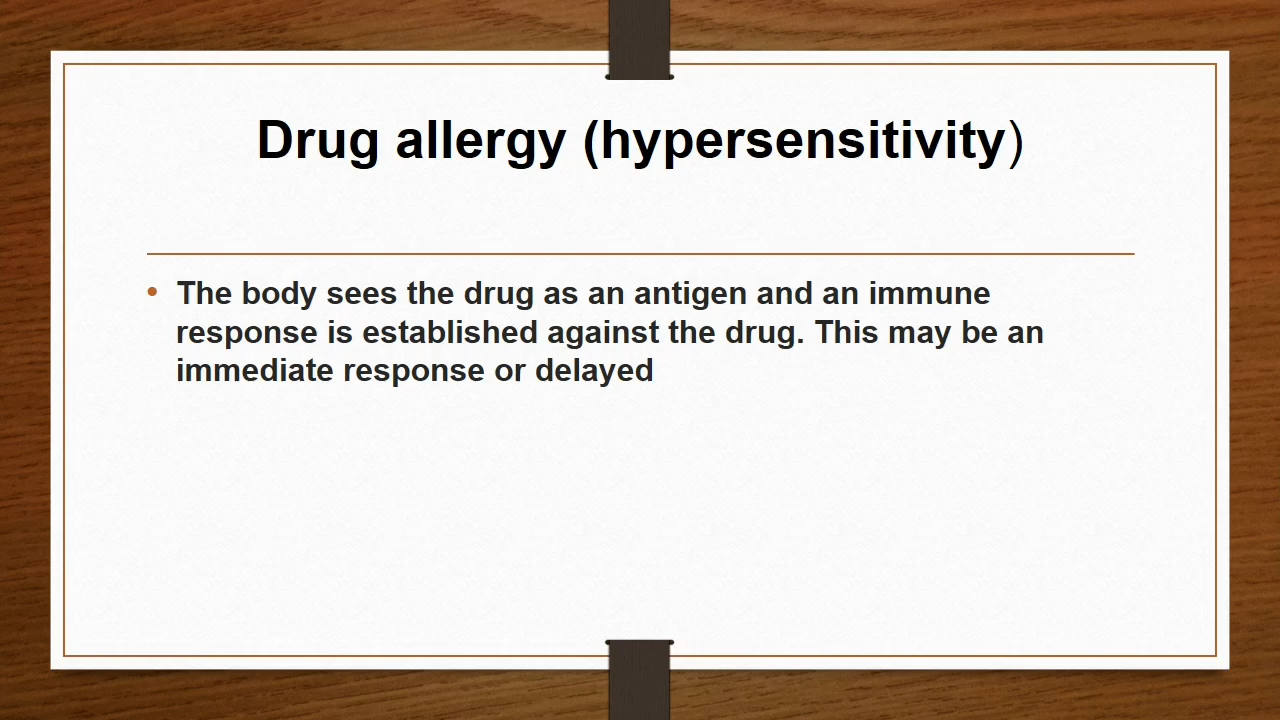 Drug allergy (hypersensitivity)
• The body sees the drug as an antigen and an immune
response is established against the drug. This may be an
immediate response or delayed